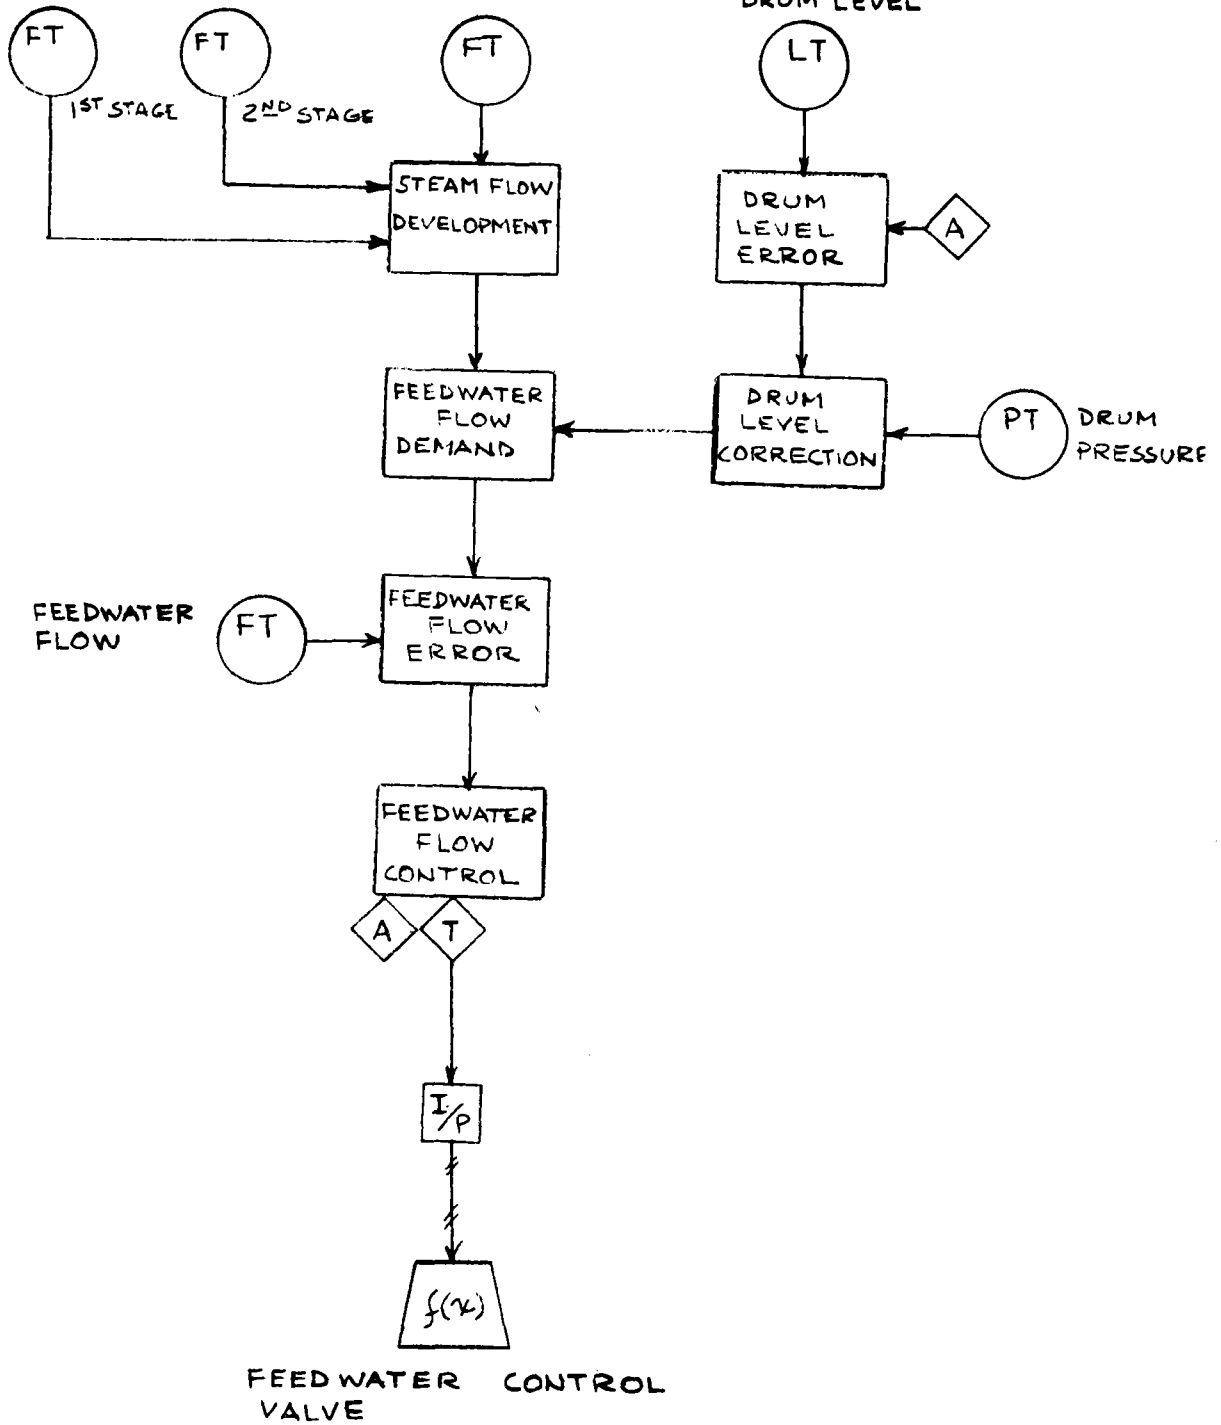 DRUM LEVEL
FT
FT
FT
LT
1ST STAGE
2ND STAGE
STEAM FLOW
DEVELOPMENT
DRUM
LEVEL
ERROR
A
FEEDWATER
FLOW
DEMAND
DRUM
LEVEL
CORRECTION
PT
DRUM
PRESSURE
FEEDWATER
FLOW
FT
FEEDWATER
FLOW
ERROR
FEEDWATER
FLOW
CONTROL
A
T
I/P
f(x)
FEEDWATER CONTROL
VALVE